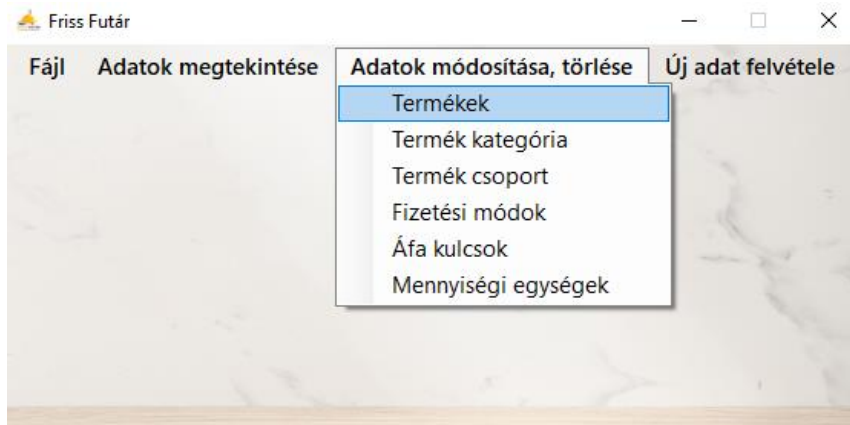 Friss Futár
Fájl Adatok megtekintése Adatok módosítása, törlése Új adat felvétele
Termékek
Termék kategória
Termék csoport
Fizetési módok
Áfa kulcsok
Mennyiségi egységek